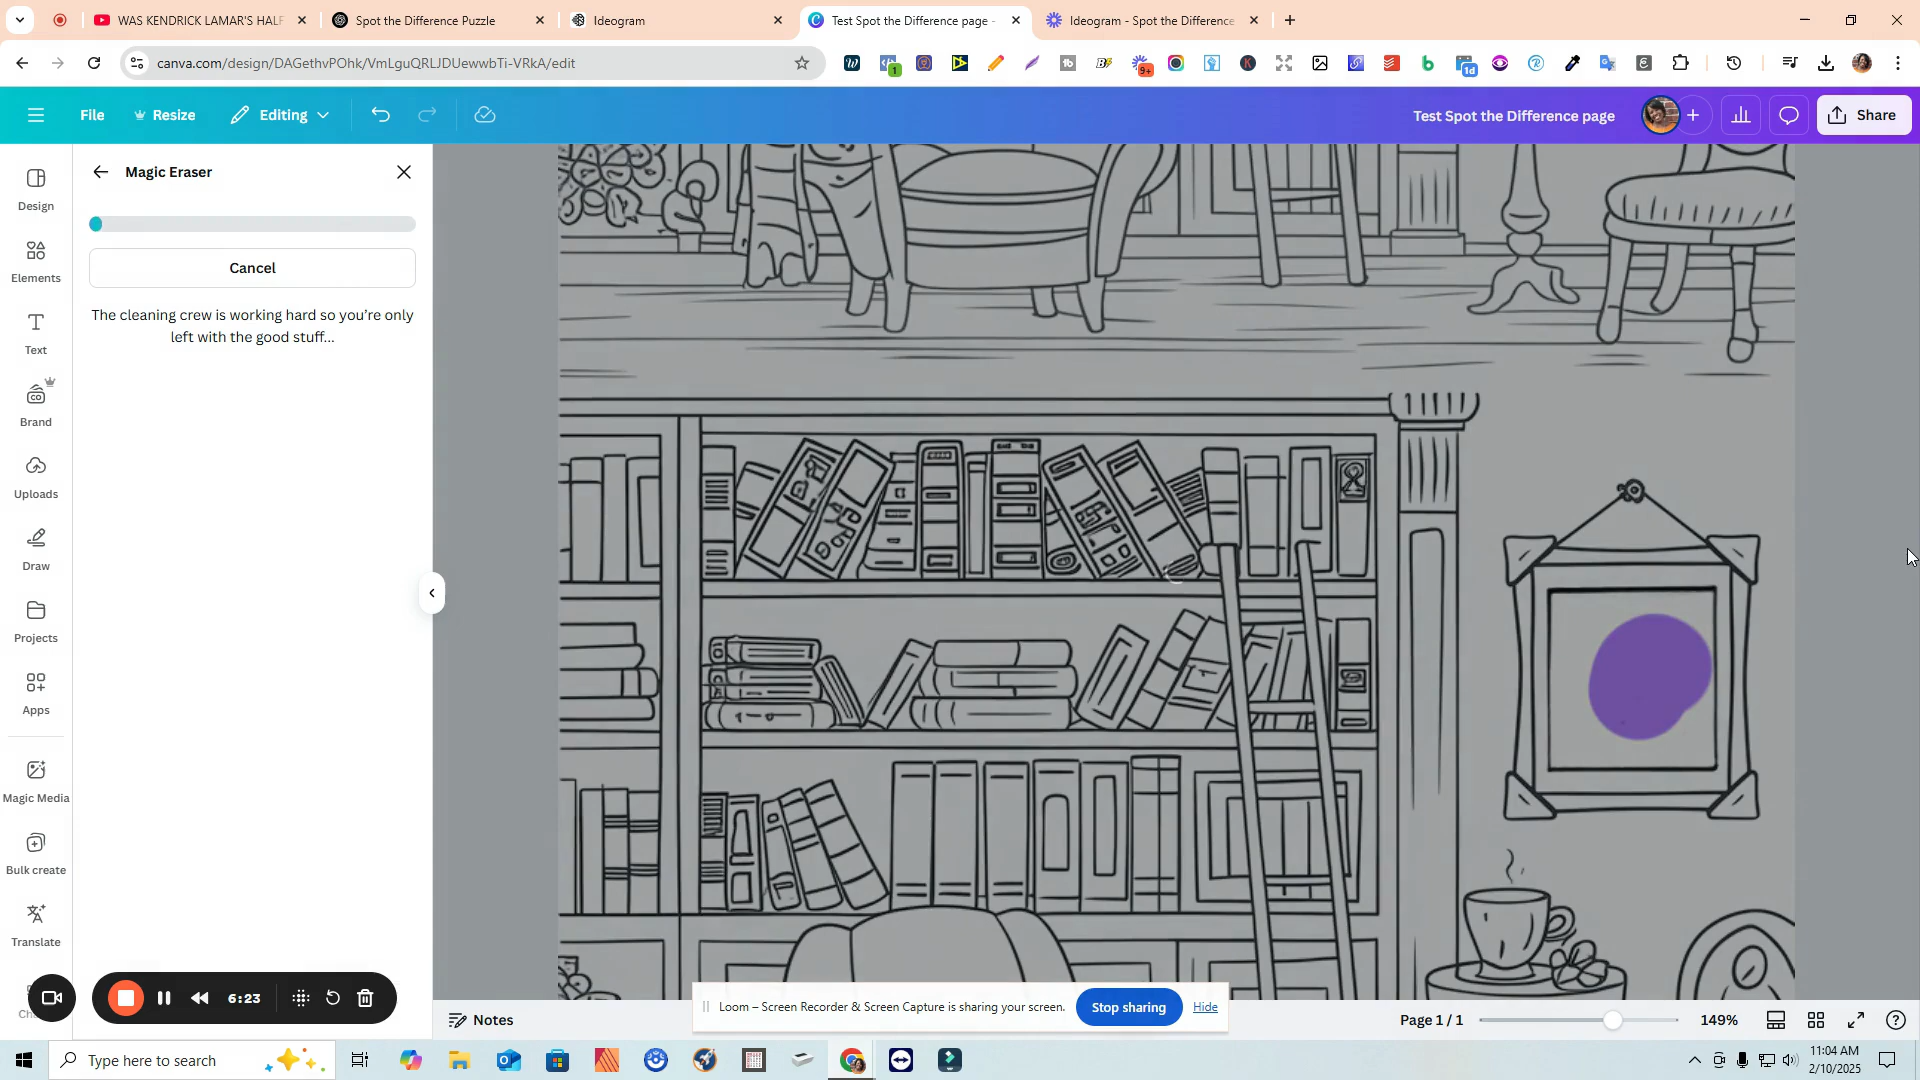 WAS KENDRICK LAMAR'S HALF
Spot the Difference Puzzle
Ideogram
Test Spot the Difference page -
Ideogram - Spot the Difference
canva.com/design/DAGethvPOhk/VmLguQRLJDUewwbTi-VRkA/edit
1
9+
1d
File
Resize
Editing
Test Spot the Difference page
Share
Design
Elements
Text
Brand
Uploads
Draw
Projects
Apps
Magic Media
Bulk create
Translate
Magic Eraser
Cancel
The cleaning crew is working hard so you're only
left with the good stuff...
6:23
Notes
Loom – Screen Recorder & Screen Capture is sharing your screen.
Stop sharing
Hide
Page 1 / 1
149%
Type here to search
11:04 AM
2/10/2025